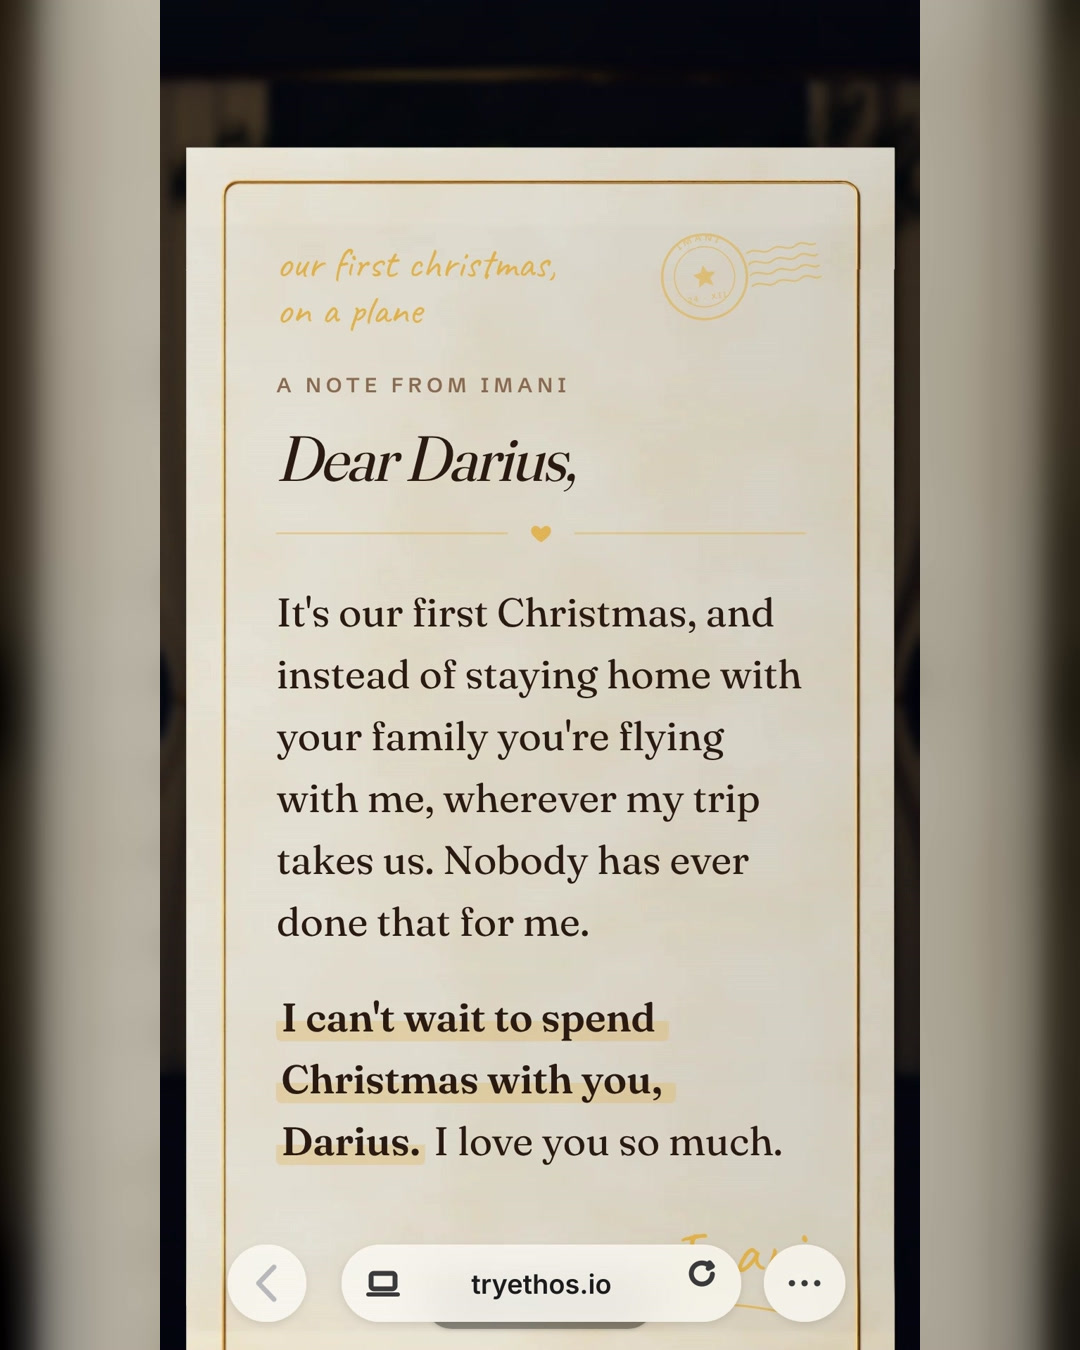 our first christmas,
on a plane
IMANI
A NOTE FROM IMANI
Dear Darius,
It's our first Christmas, and
instead of staying home with
your family you're flying
with me, wherever my trip
takes us. Nobody has ever
done that for me.
I can't wait to spend
Christmas with you,
Darius. I love you so much.
tryethos.io